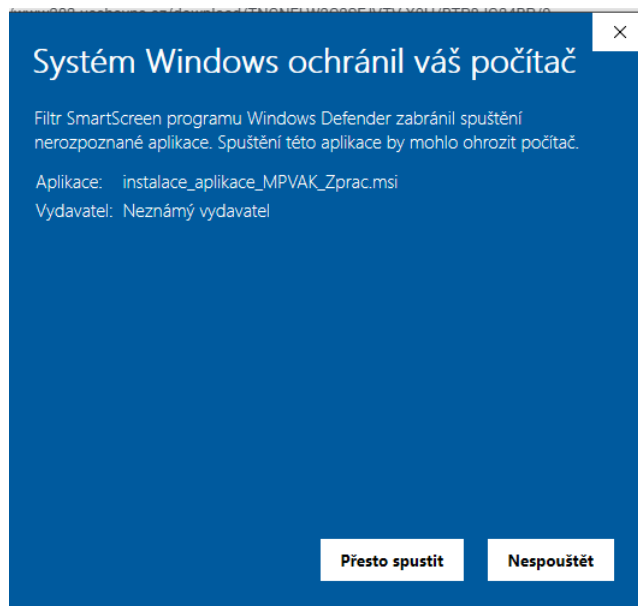 Systém Windows ochránil váš počítač
Filtr SmartScreen programu Windows Defender zabránil spuštění
nerozpoznané aplikace. Spuštění této aplikace by mohlo ohrozit počítač.
Aplikace: instalace_aplikace_MPVAK_Zprac.msi
Vydavatel: Neznámý vydavatel
Přesto spustit
Nespouštět